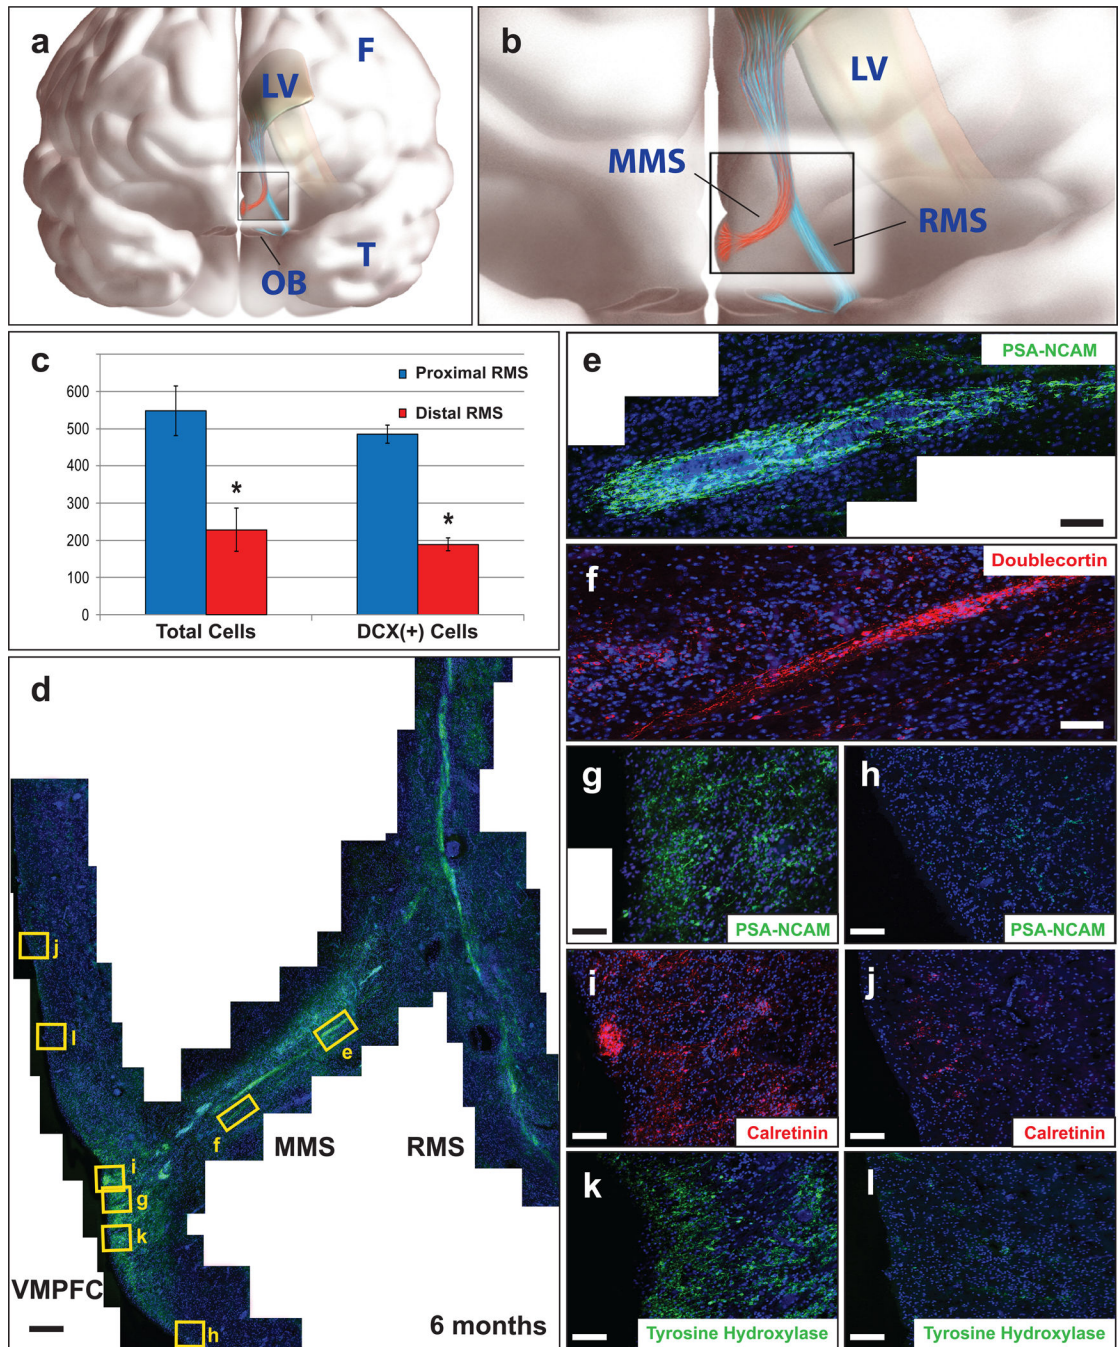 a
F
LV
T
OB
b
LV
MMS
RMS
c
Proximal RMS
Distal RMS
600
500
400
300
200
100
0
*
*
Total Cells
DCX(+) Cells
d
j
l
e
f
MMS
RMS
i
g
k
VMPFC
h
6 months
e
PSA-NCAM
f
Doublecortin
g
PSA-NCAM
h
PSA-NCAM
i
Calretinin
j
Calretinin
k
Tyrosine Hydroxylase
l
Tyrosine Hydroxylase